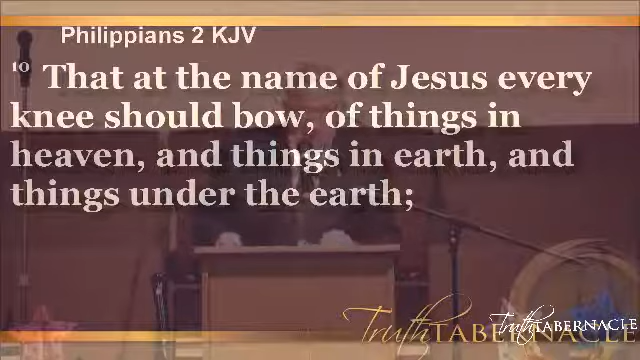 Philippians 2 KJV
10 That at the name of Jesus every
knee should bow, of things in
heaven, and things in earth, and
things under the earth;
Truth TABERNACLE
Truth TABERNACLE